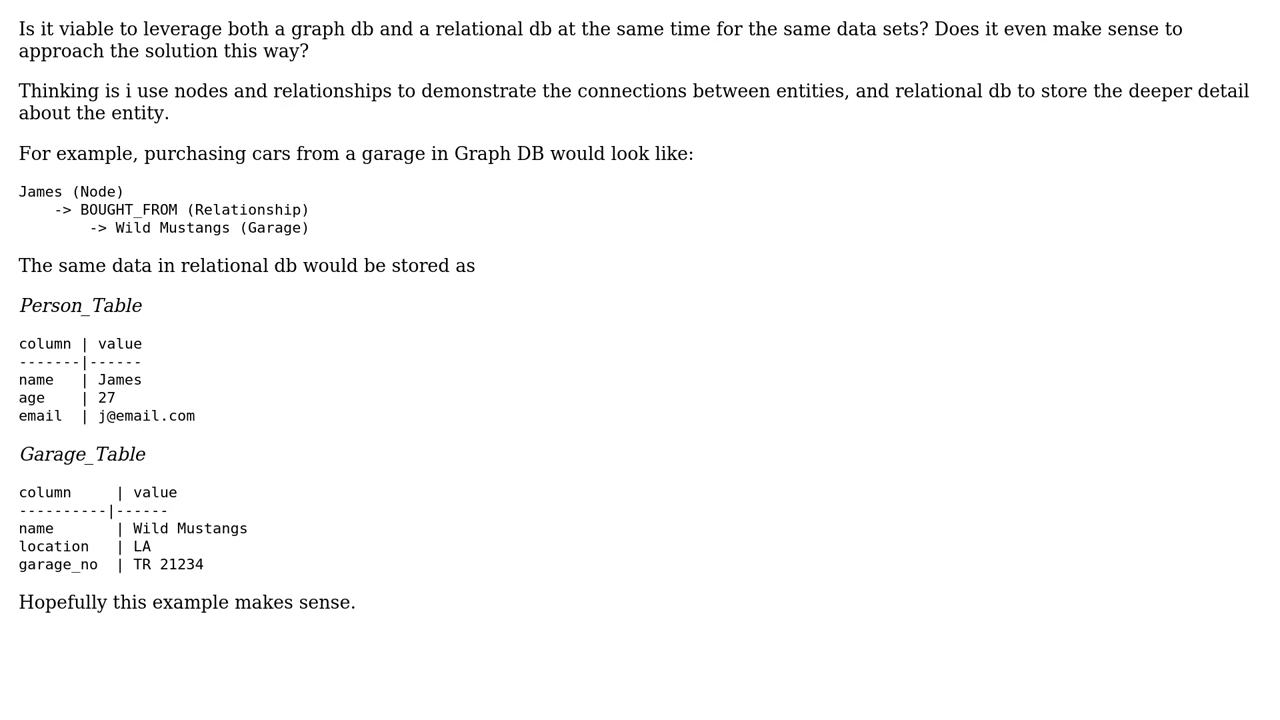 Is it viable to leverage both a graph db and a relational db at the same time for the same data sets? Does it even make sense to
approach the solution this way?
Thinking is i use nodes and relationships to demonstrate the connections between entities, and relational db to store the deeper detail
about the entity.
For example, purchasing cars from a garage in Graph DB would look like:
James (Node)
    -> BOUGHT_FROM (Relationship)
        -> Wild Mustangs (Garage)
The same data in relational db would be stored as
Person_Table
column | value
-------|------
name   | James
age    | 27
email  | j@email.com
Garage_Table
column     | value
----------|------
name       | Wild Mustangs
location   | LA
garage_no  | TR 21234
Hopefully this example makes sense.